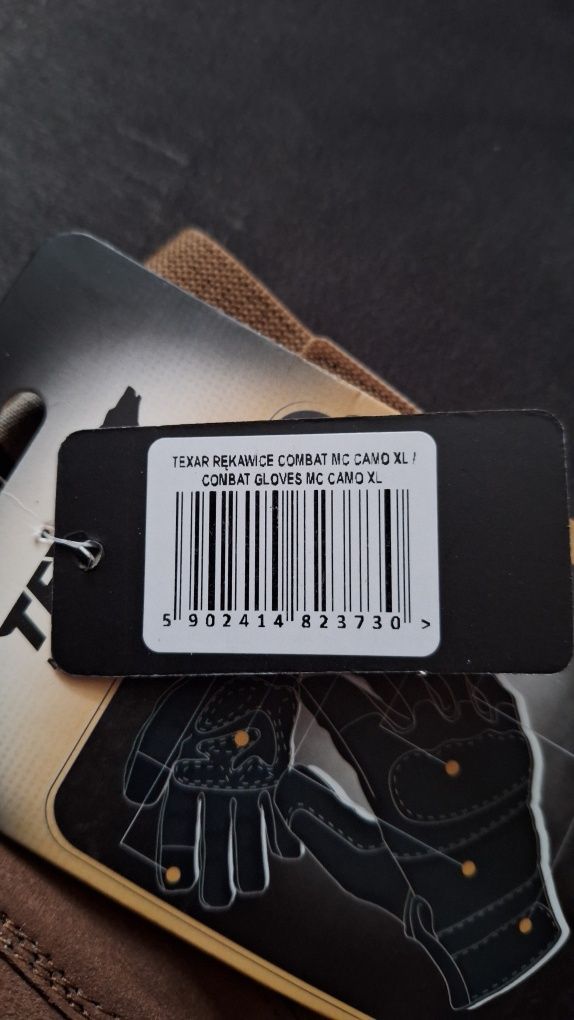 TEXAR RĘKAWICE COMBAT MC CAMO XL /
COMBAT GLOVES MC CAMO XL
5 902414 823730 >